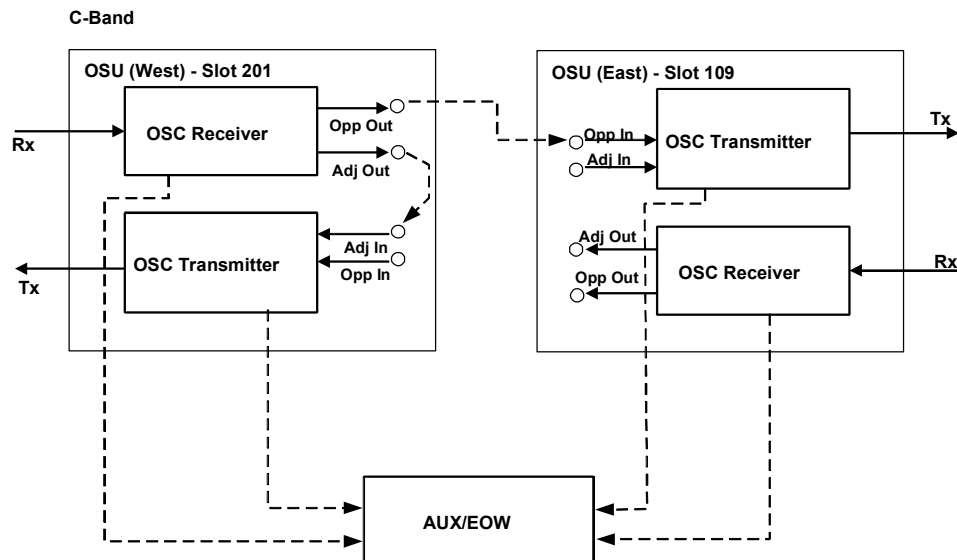 C-Band
OSU (West) - Slot 201
OSC Receiver
Opp Out
Adj Out
Rx
OSC Transmitter
Adj In
Opp In
Tx
OSU (East) - Slot 109
Opp In
Adj In
OSC Transmitter
Tx
Adj Out
Opp Out
OSC Receiver
Rx
AUX/EOW